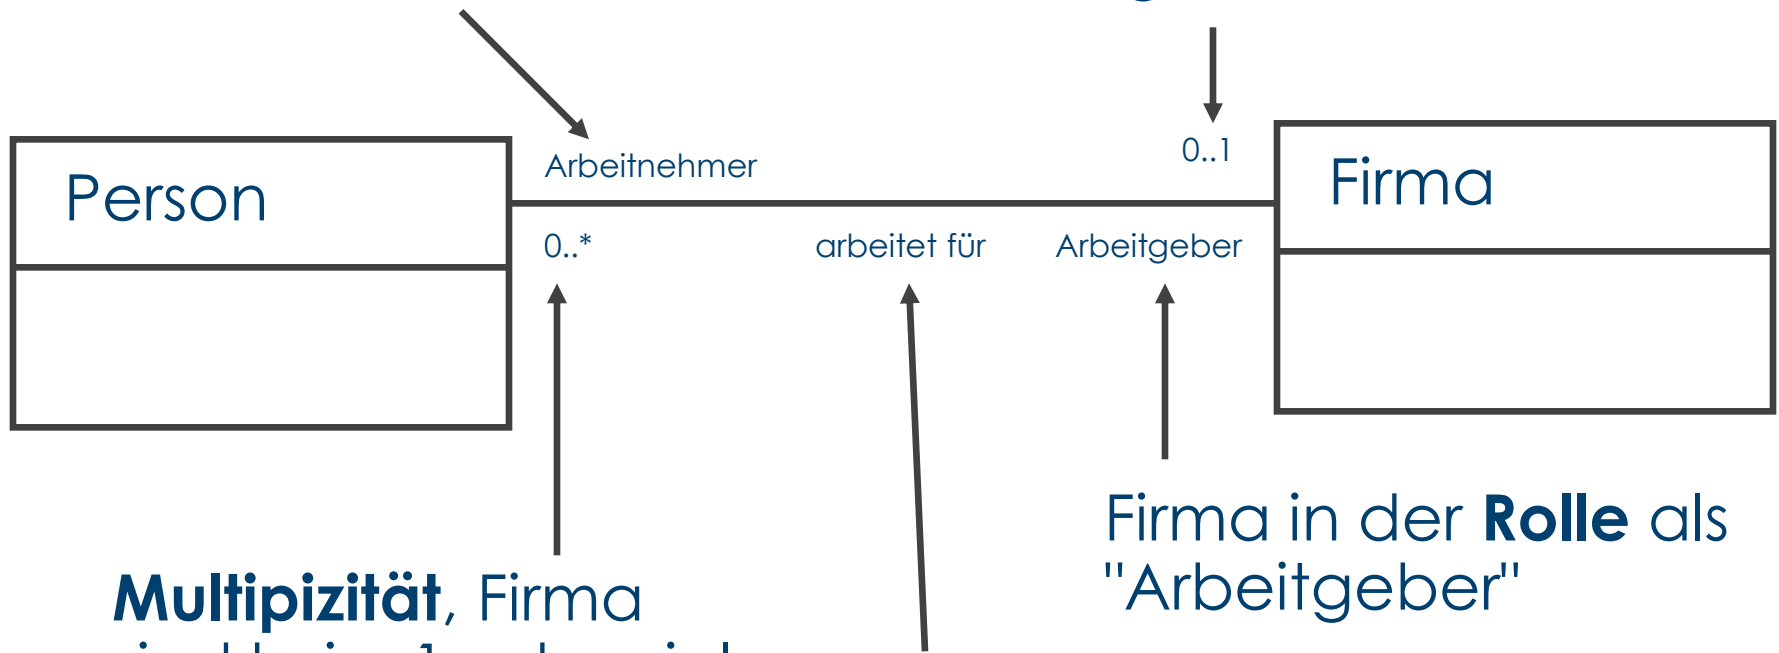 Arbeitnehmer
0..1
Person
Firma
0..*
arbeitet für
Arbeitgeber
Firma in der Rolle als
"Arbeitgeber"
Multipizität, Firma